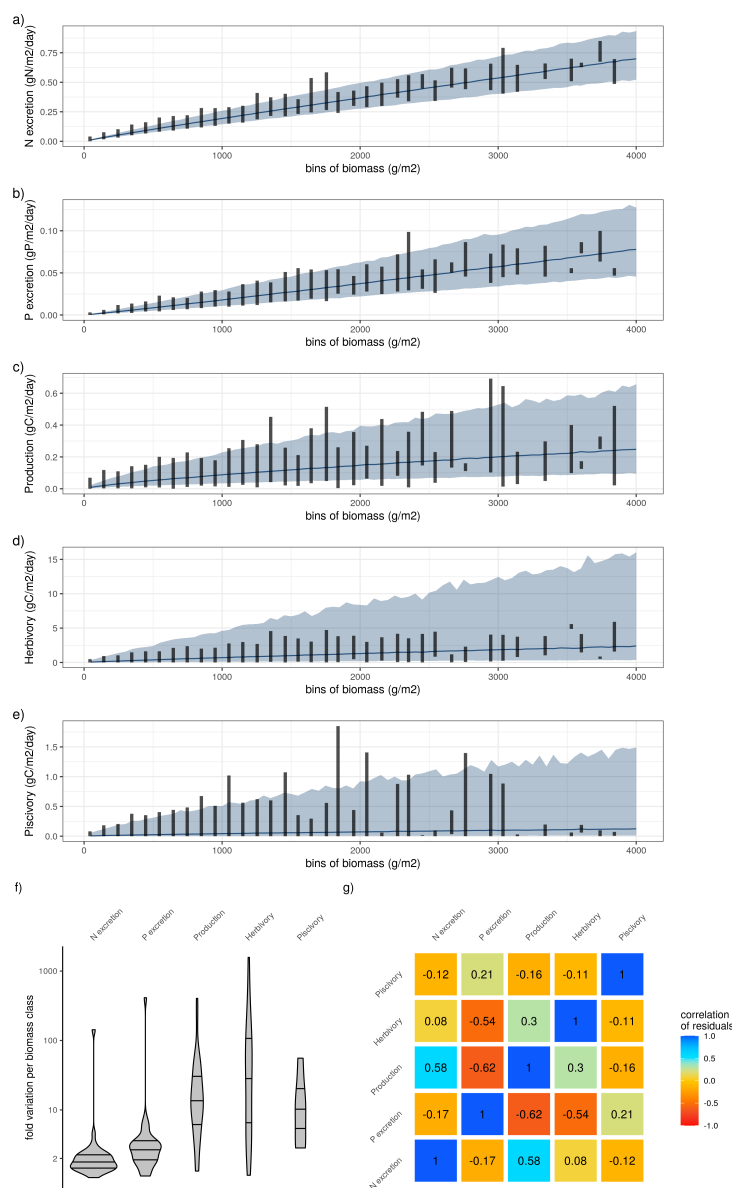 a)
N excretion (gN/m2/day)
0.75
0.50
0.25
0.00
0 1000 2000 3000 4000
bins of biomass (g/m2)
b)
P excretion (gP/m2/day)
0.10
0.05
0.00
0 1000 2000 3000 4000
bins of biomass (g/m2)
c)
Production (gC/m2/day)
0.6
0.4
0.2
0.0
0 1000 2000 3000 4000
bins of biomass (g/m2)
d)
Herbivory (gC/m2/day)
15
10
5
0
0 1000 2000 3000 4000
bins of biomass (g/m2)
e)
Piscivory (gC/m2/day)
1.5
1.0
0.5
0.0
0 1000 2000 3000 4000
bins of biomass (g/m2)
f)
N excretion P excretion Production Herbivory Piscivory
fold variation per biomass class
1000
100
10
2
g)
N excretion P excretion Production Herbivory Piscivory
Piscivory -0.12 0.21 -0.16 -0.11 1
Herbivory 0.08 -0.54 0.3 1 -0.11
Production 0.58 -0.62 1 0.3 -0.16
P excretion -0.17 1 -0.62 -0.54 0.21
N excretion 1 -0.17 0.58 0.08 -0.12
correlation
of residuals
1.0
0.5
0.0
-0.5
-1.0